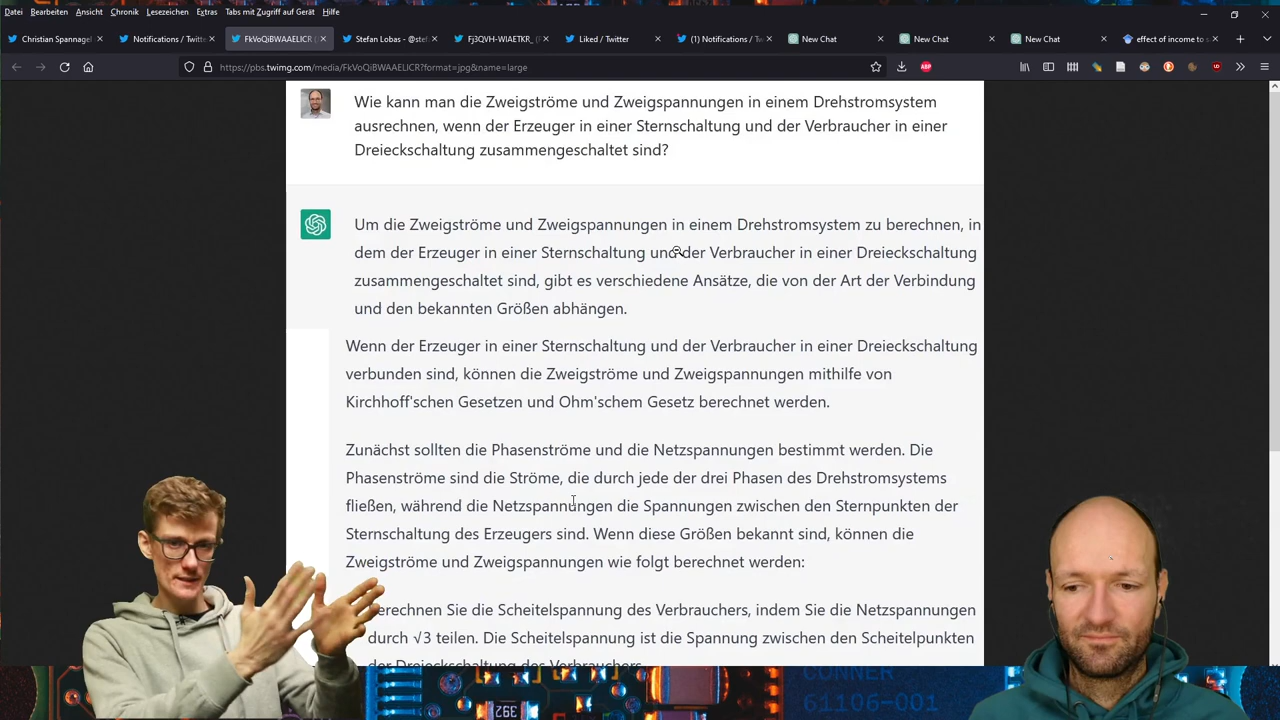 Datei Bearbeiten Ansicht Chronik Lesezeichen Extras Tabs mit Zugriff auf Gerät Hilfe
Christian Spannagel
Notifications / Twitte
FkVoQiBWAAELICR (
Stefan Lobas - @ste
Fj3QVH-WIAETKR_ (
Liked / Twitter
(1) Notifications / Tw
New Chat
New Chat
New Chat
effect of income to s
https://pbs.twimg.com/media/FkVoQiBWAAELICR?format=jpg&name=large
ABP
Wie kann man die Zweigströme und Zweigspannungen in einem Drehstromsystem
ausrechnen, wenn der Erzeuger in einer Sternschaltung und der Verbraucher in einer
Dreieckschaltung zusammengeschaltet sind?
Um die Zweigströme und Zweigspannungen in einem Drehstromsystem zu berechnen, in
dem der Erzeuger in einer Sternschaltung und der Verbraucher in einer Dreieckschaltung
zusammengeschaltet sind, gibt es verschiedene Ansätze, die von der Art der Verbindung
und den bekannten Größen abhängen.
Wenn der Erzeuger in einer Sternschaltung und der Verbraucher in einer Dreieckschaltung
verbunden sind, können die Zweigströme und Zweigspannungen mithilfe von
Kirchhoff'schen Gesetzen und Ohm'schem Gesetz berechnet werden.
Zunächst sollten die Phasenströme und die Netzspannungen bestimmt werden. Die
Phasenströme sind die Ströme, die durch jede der drei Phasen des Drehstromsystems
fließen, während die Netzspannungen die Spannungen zwischen den Sternpunkten der
Sternschaltung des Erzeugers sind. Wenn diese Größen bekannt sind, können die
Zweigströme und Zweigspannungen wie folgt berechnet werden:
erechnen Sie die Scheitelspannung des Verbrauchers, indem Sie die Netzspannungen
durch √3 teilen. Die Scheitelspannung ist die Spannung zwischen den Scheitelpunkten
der Dreieckschaltung des Verbrauchers.
CONNER
61106-001
392